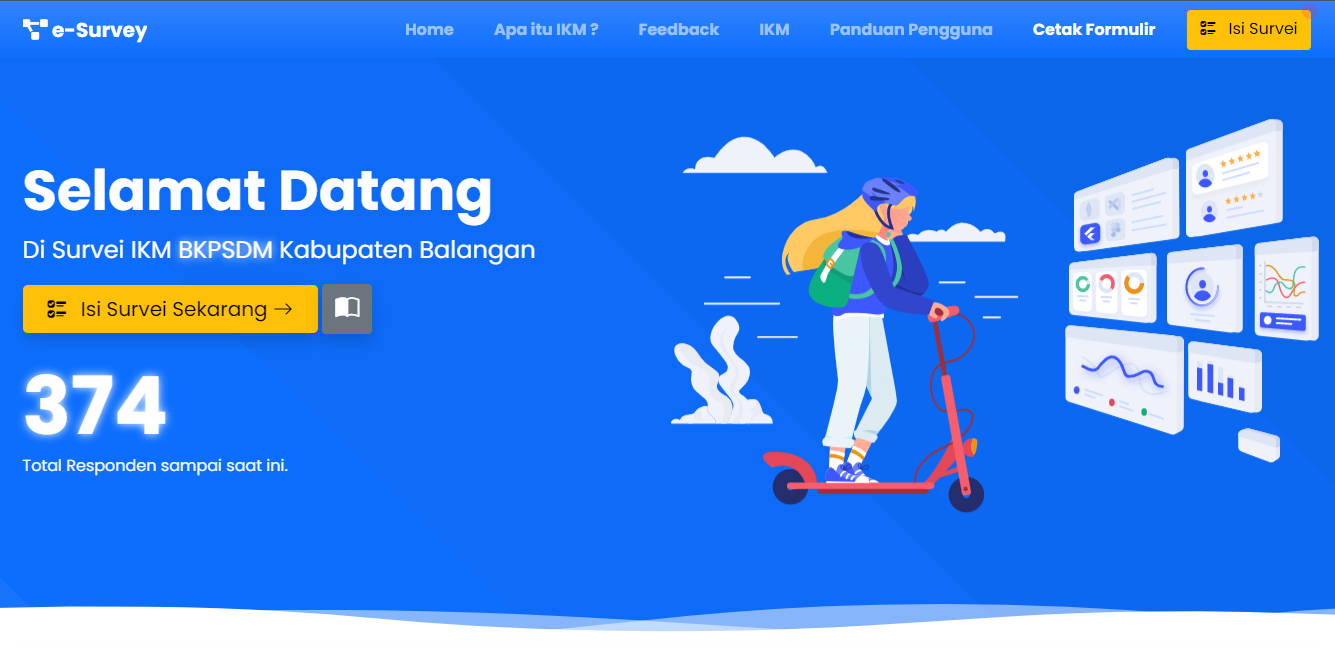 e-Survey
Home
Apa itu IKM ?
Feedback
IKM
Panduan Pengguna
Cetak Formulir
Isi Survei
Selamat Datang
Di Survei IKM BKPSDM Kabupaten Balangan
Isi Survei Sekarang →
374
Total Responden sampai saat ini.